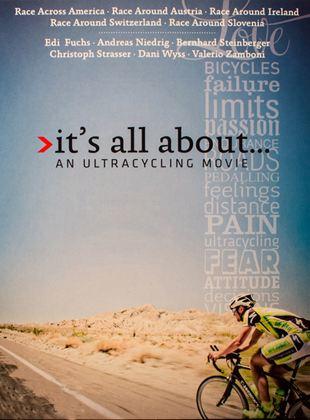 Race Across America · Race Around Austria · Race Around Ireland
Race Around Switzerland · Race Around Slovenia
Edi Fuchs · Andreas Niedrig · Bernhard Steinberger
Christoph Strasser · Dani Wyss · Valerio Zamboni
Love
BICYCLES
failure
limits
passion
>it's all about...
AN ULTRACYCLING MOVIE
PEDALLING
feelings
distance
PAIN
ultracycling
FEAR
ATTITUDE